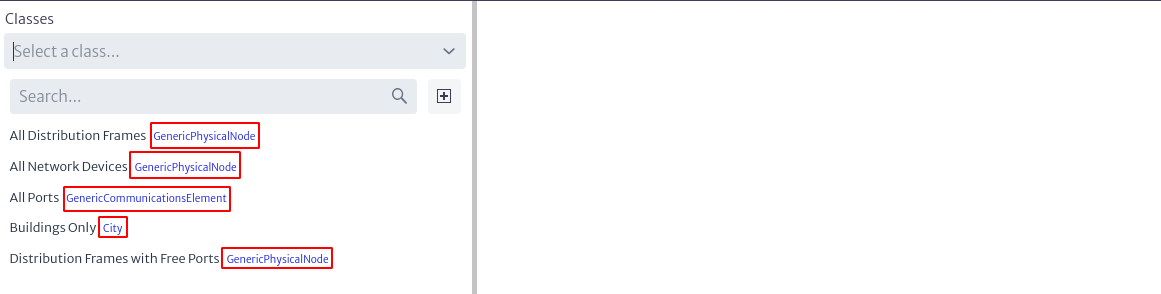 Classes
Select a class...
Search...
All Distribution Frames GenericPhysicalNode
All Network Devices GenericPhysicalNode
All Ports GenericCommunicationsElement
Buildings Only City
Distribution Frames with Free Ports GenericPhysicalNode